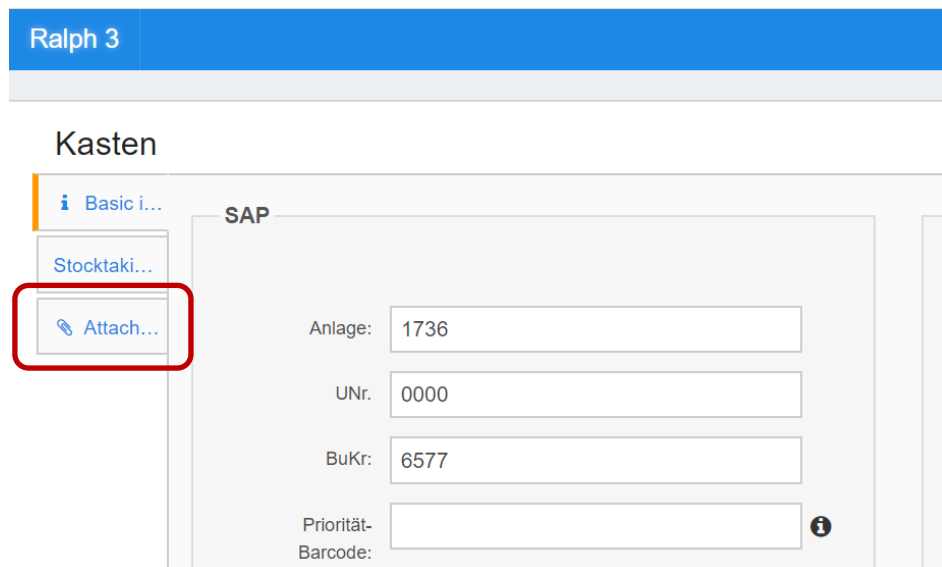 Ralph 3
Kasten
Basic i...
Stocktaki...
Attach...
SAP
Anlage: 1736
UNr. 0000
BuKr: 6577
Priorität-
Barcode: